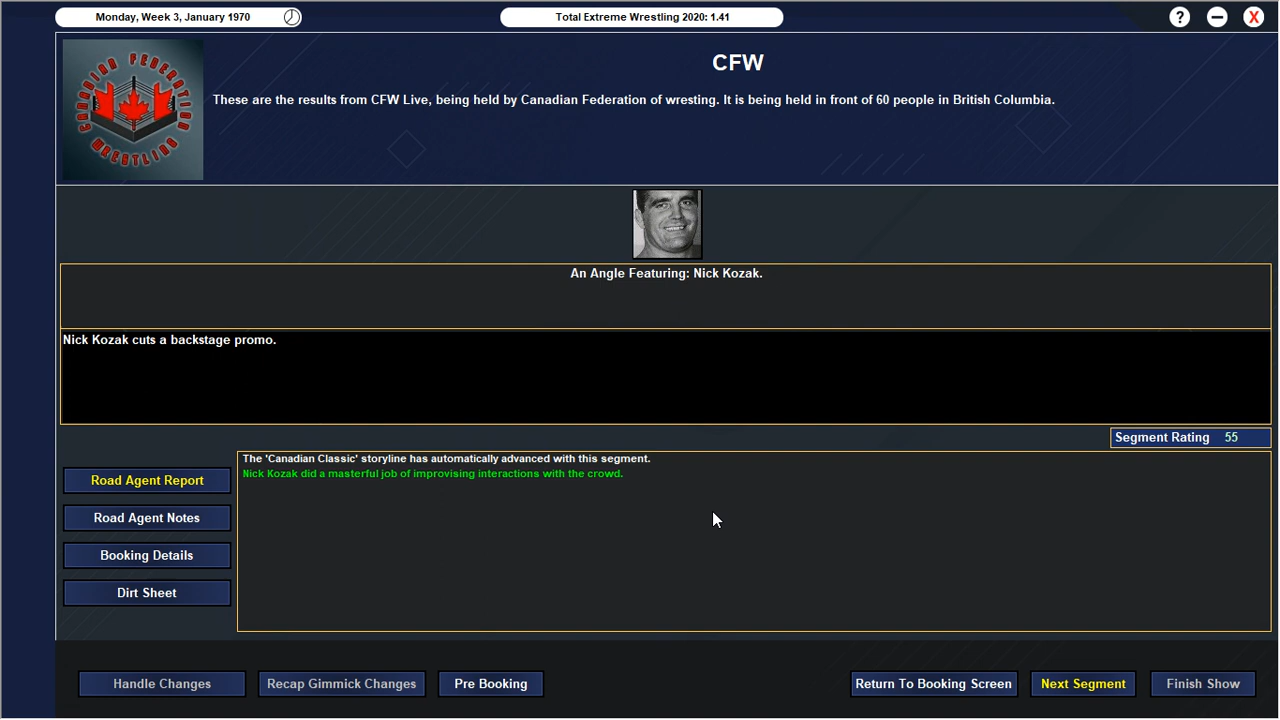 Monday, Week 3, January 1970
Total Extreme Wrestling 2020: 1.41
?
X
CANADIAN FEDERATION
WRESTLING
CFW
These are the results from CFW Live, being held by Canadian Federation of wresting. It is being held in front of 60 people in British Columbia.
An Angle Featuring: Nick Kozak.
Nick Kozak cuts a backstage promo.
Segment Rating 55
The 'Canadian Classic' storyline has automatically advanced with this segment.
Nick Kozak did a masterful job of improvising interactions with the crowd.
Road Agent Report
Road Agent Notes
Booking Details
Dirt Sheet
Handle Changes
Recap Gimmick Changes
Pre Booking
Return To Booking Screen
Next Segment
Finish Show